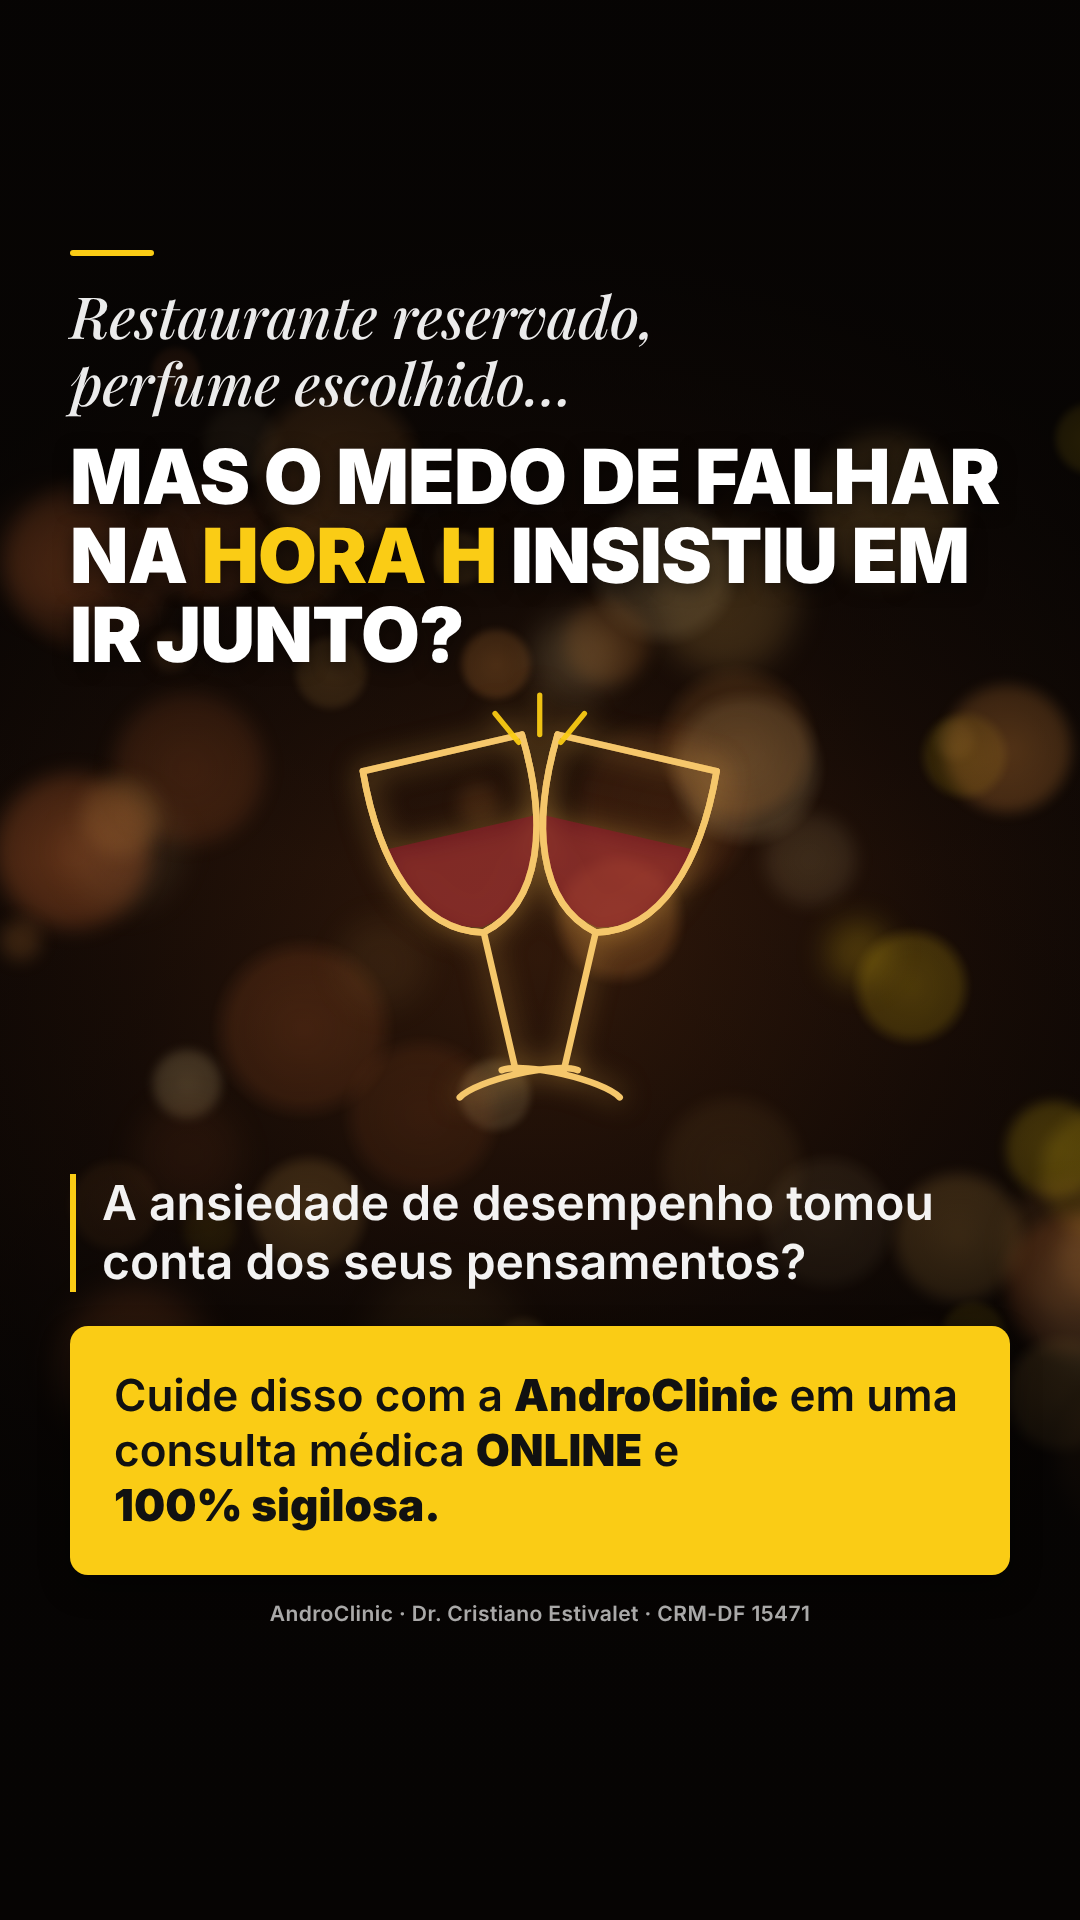 Restaurante reservado,
perfume escolhido...
MAS O MEDO DE FALHAR
NA HORA H INSISTIU EM
IR JUNTO?
A ansiedade de desempenho tomou
conta dos seus pensamentos?
Cuide disso com a AndroClinic em uma
consulta médica ONLINE e
100% sigilosa.
AndroClinic · Dr. Cristiano Estivalet · CRM-DF 15471